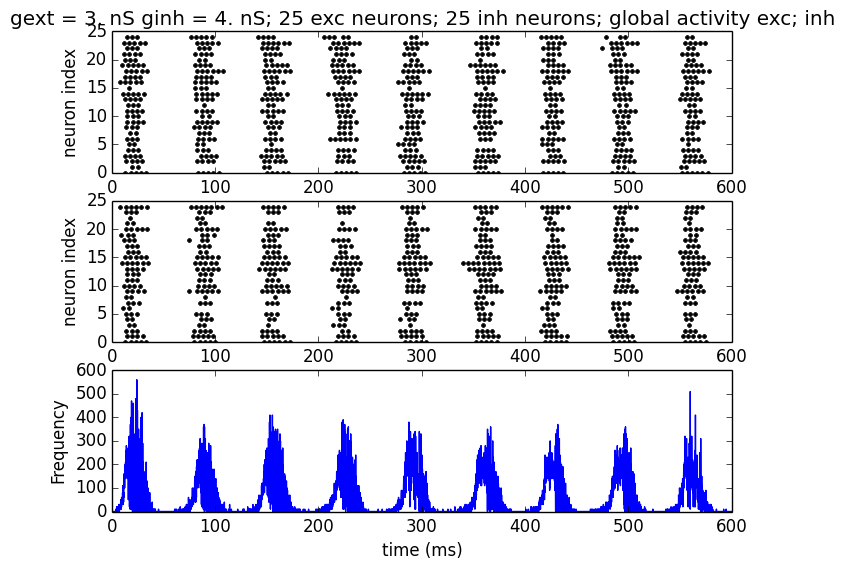 gext = 3. nS ginh = 4. nS; 25 exc neurons; 25 inh neurons; global activity exc; inh
25
20
15
10
5
0
neuron index
0 100 200 300 400 500 600
25
20
15
10
5
0
neuron index
0 100 200 300 400 500 600
600
500
400
300
200
100
0
Frequency
0 100 200 300 400 500 600
time (ms)